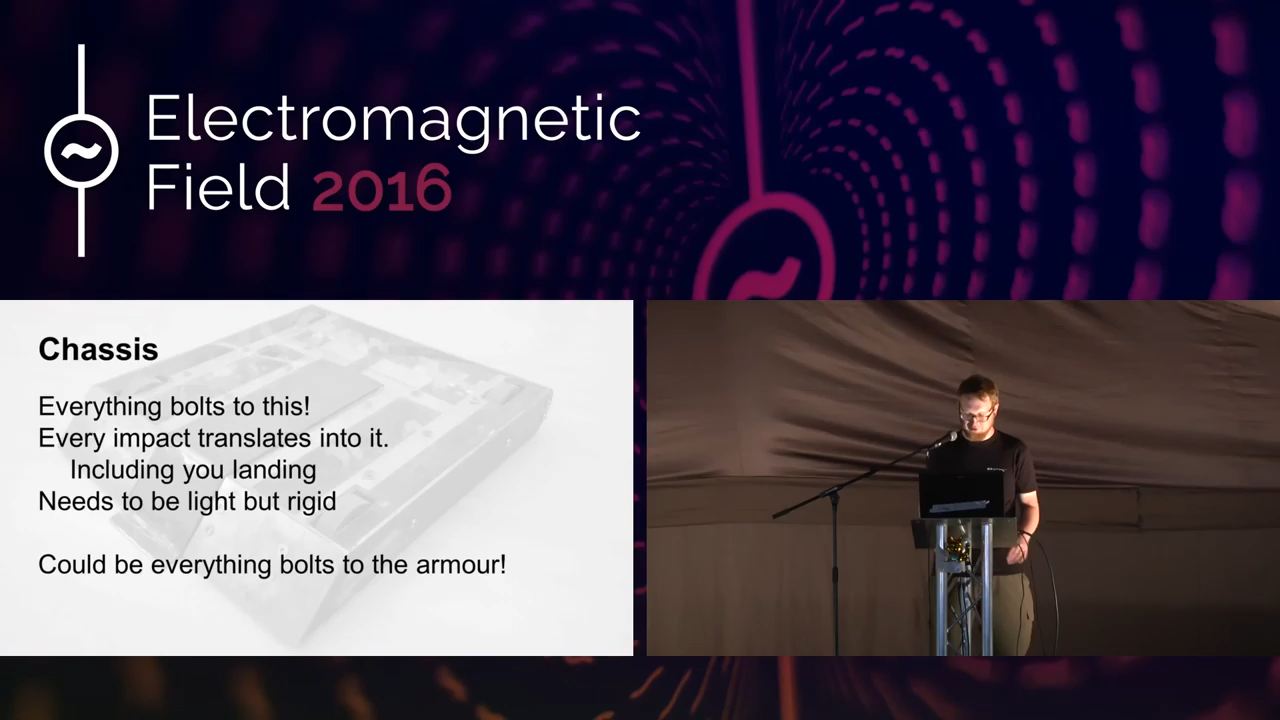 Electromagnetic
Field 2016
Chassis
Everything bolts to this!
Every impact translates into it.
Including you landing
Needs to be light but rigid
Could be everything bolts to the armour!